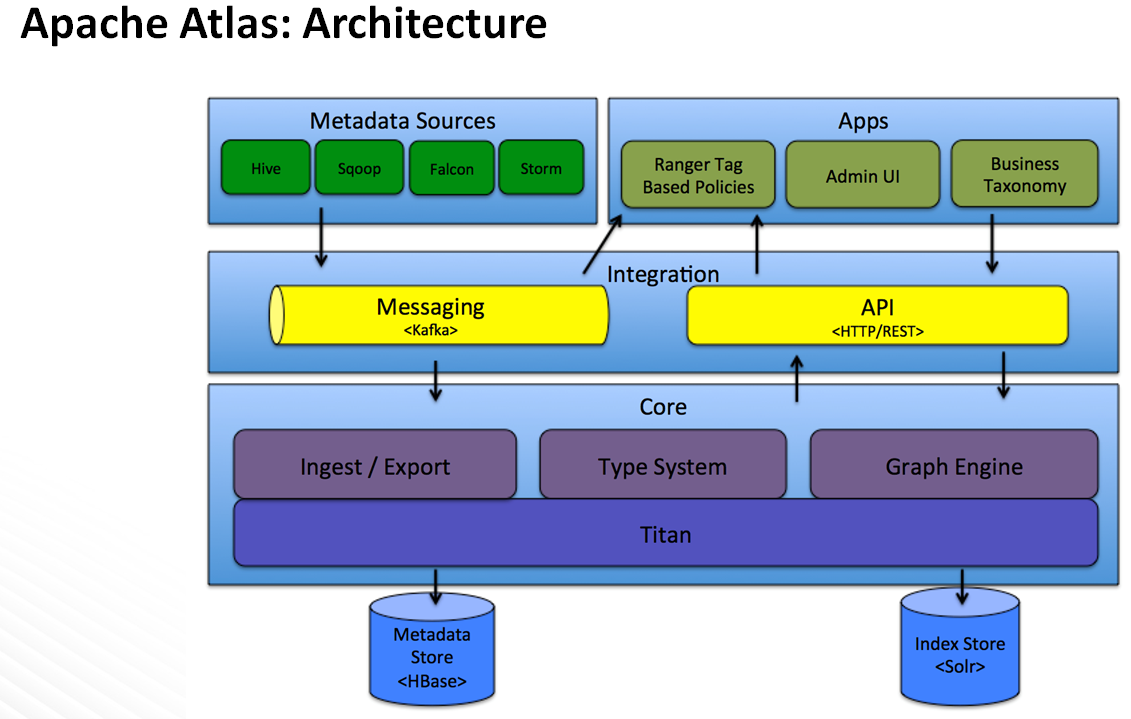 Apache Atlas: Architecture
Metadata Sources
Hive
Sqoop
Falcon
Storm
Apps
Ranger Tag
Based Policies
Admin UI
Business
Taxonomy
Integration
Messaging
<Kafka>
API
<HTTP/REST>
Core
Ingest / Export
Type System
Graph Engine
Titan
Metadata
Store
<HBase>
Index Store
<Solr>